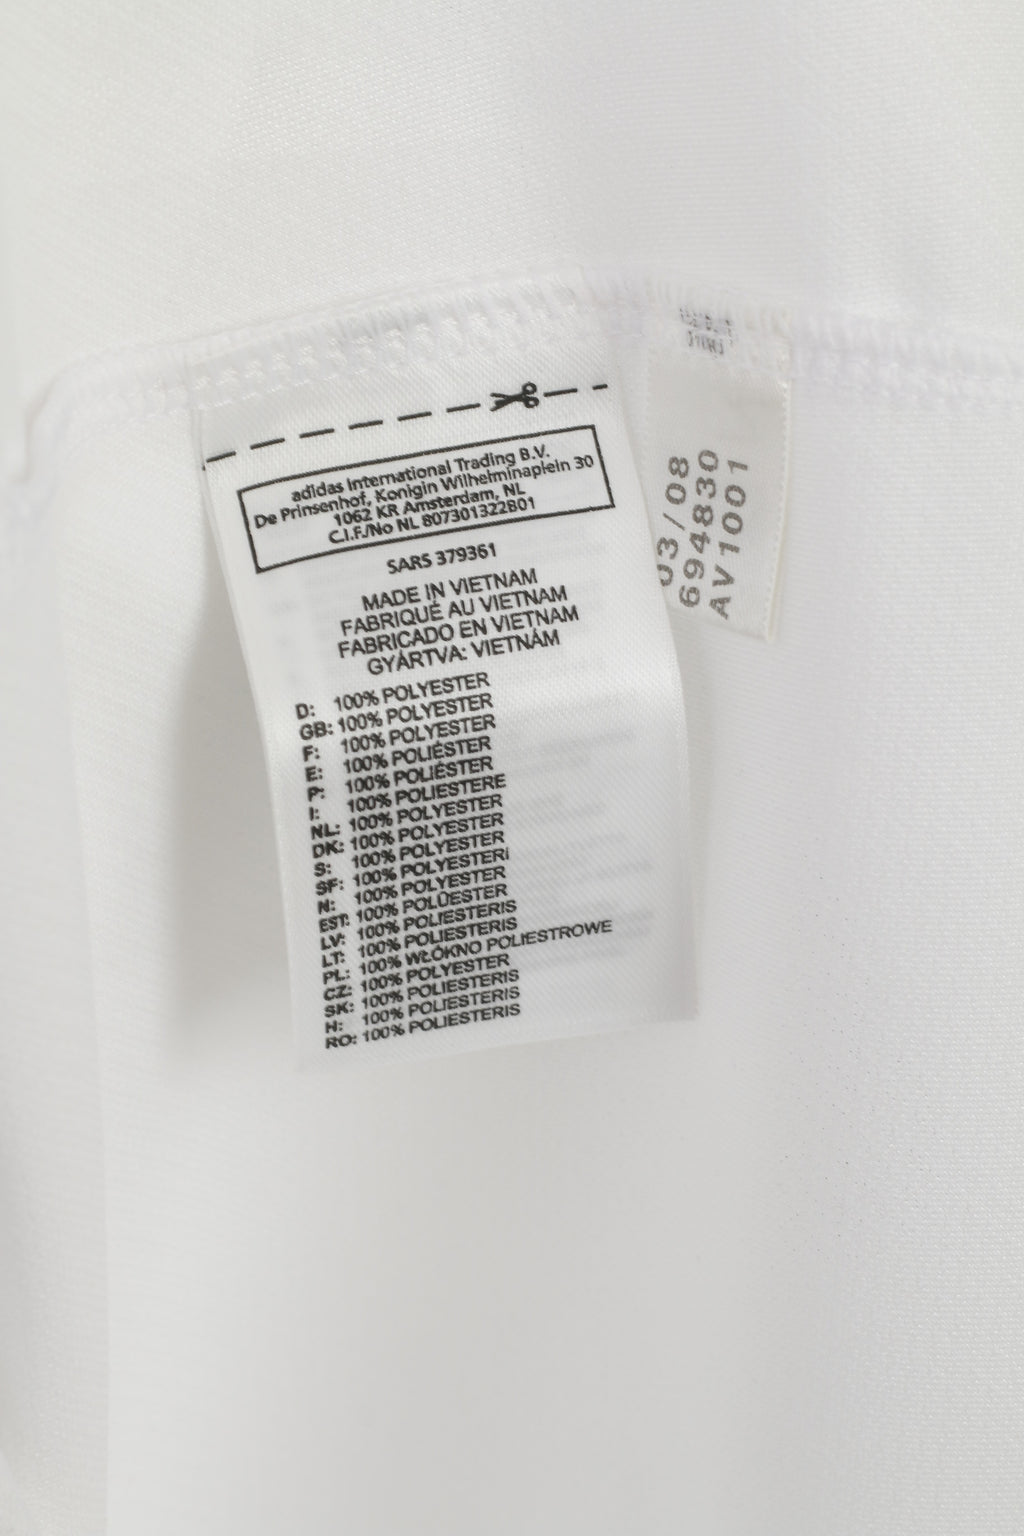 adidas International Trading B.V.
De Prinsenhof, Konigin Wilhelminaplein 30
1062 KR Amsterdam, NL
C.I.F./No NL 807301322B01
SARS 379361
MADE IN VIETNAM
FABRIQUÉ AU VIETNAM
FABRICADO EN VIETNAM
GYÁRTVA: VIETNÁM
D: 100% POLYESTER
GB: 100% POLYESTER
F: 100% POLYESTER
E: 100% POLIÉSTER
P: 100% POLIÉSTER
I: 100% POLIESTERE
NL: 100% POLYESTER
DK: 100% POLYESTER
S: 100% POLYESTER
SF: 100% POLYESTERI
N: 100% POLYESTER
EST: 100% POLÜESTER
LV: 100% POLIESTERIS
LT: 100% POLIESTERIS
PL: 100% WŁÓKNO POLIESTROWE
CZ: 100% POLYESTER
SK: 100% POLIESTERIS
H: 100% POLIESTERIS
RO: 100% POLIESTERIS
03/08
694830
AV1001